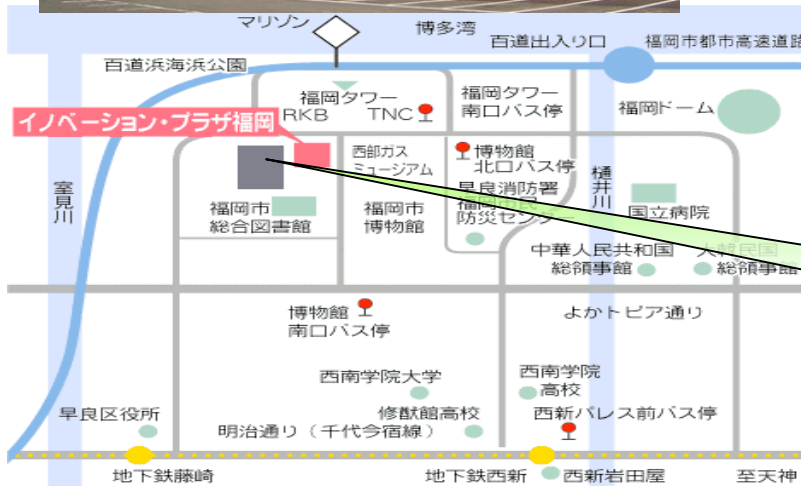 マリゾン
博多湾
百道出入り口
福岡市都市高速道路
百道浜海浜公園
福岡タワー
RKB TNC
福岡タワー
南口バス停
福岡ドーム
イノベーション・プラザ福岡
西部ガス
ミュージアム
博物館
北口バス停
室見川
樋井川
早良消防署
福岡市民
防災センター
福岡市
総合図書館
福岡市
博物館
国立病院
中華人民共和国
総領事館
大韓民国
総領事館
博物館
南口バス停
よかトピア通り
西南学院大学
西南学院
高校
早良区役所
修猷館高校
西新パレス前バス停
明治通り（千代今宿線）
地下鉄藤崎
地下鉄西新
西新岩田屋
至天神